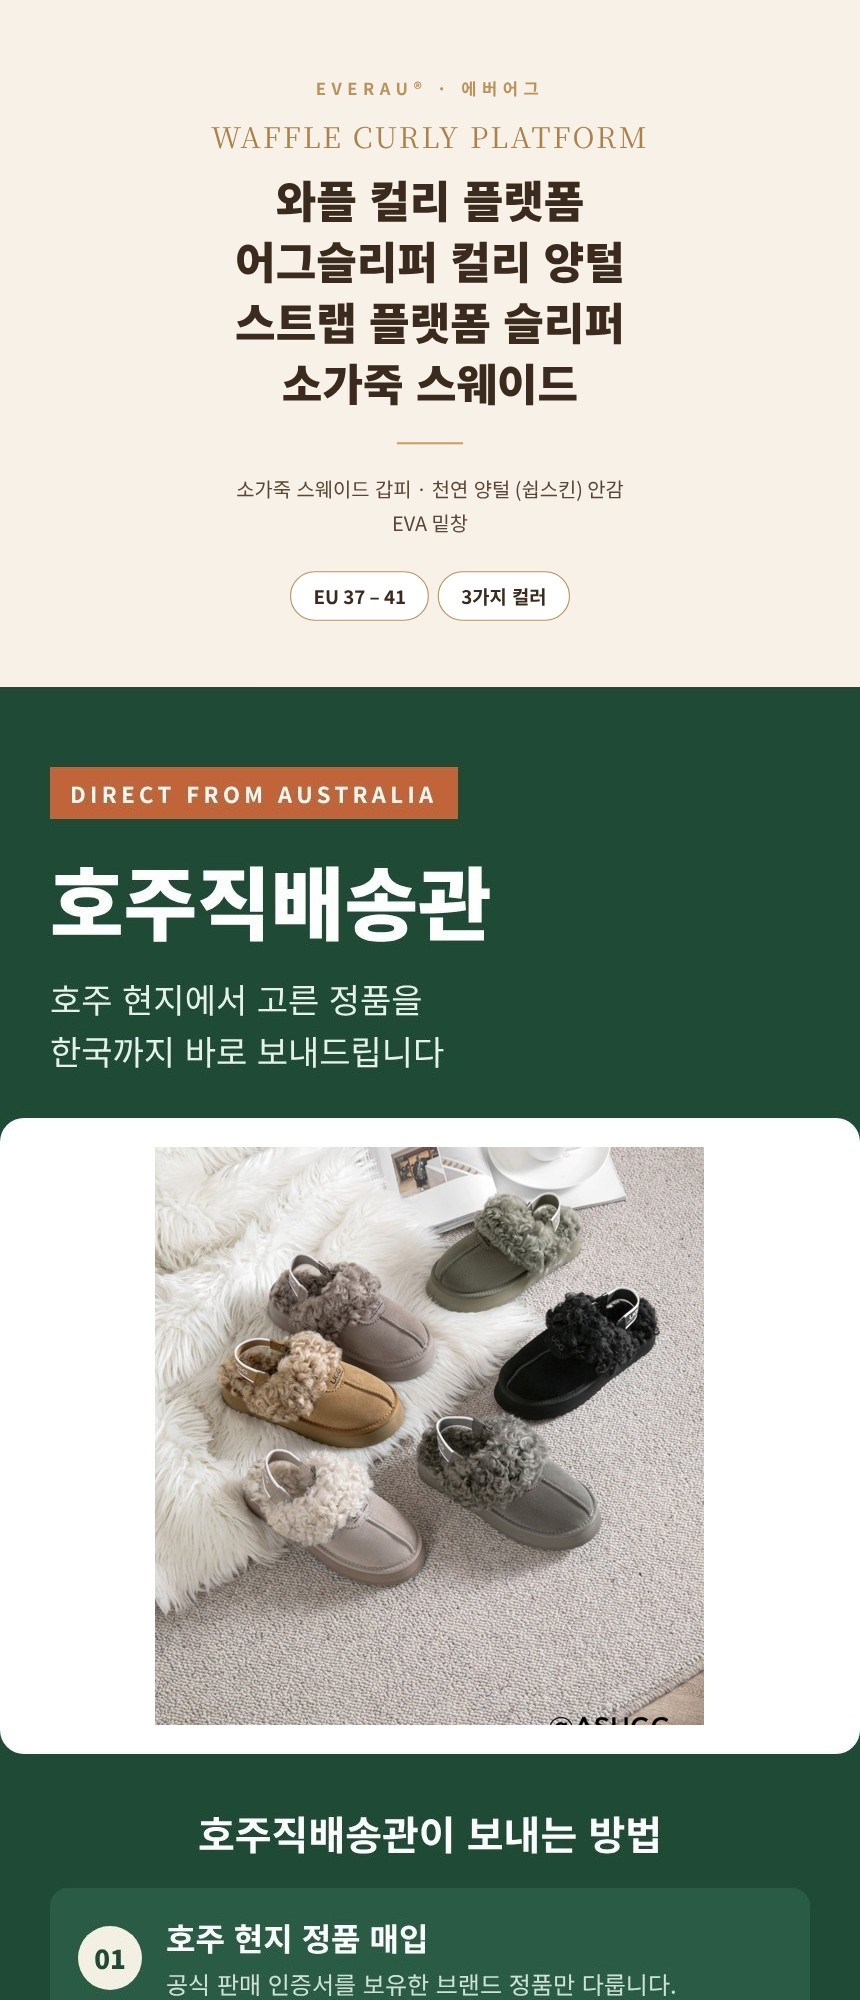 EVERAU® · 에버어그
WAFFLE CURLY PLATFORM
와플 컬리 플랫폼
어그슬리퍼 컬리 양털
스트랩 플랫폼 슬리퍼
소가죽 스웨이드
소가죽 스웨이드 갑피 · 천연 양털 (쉽스킨) 안감
EVA 밑창
EU 37 – 41
3가지 컬러
DIRECT FROM AUSTRALIA
호주직배송관
호주 현지에서 고른 정품을
한국까지 바로 보내드립니다
호주직배송관이 보내는 방법
01
호주 현지 정품 매입
공식 판매 인증서를 보유한 브랜드 정품만 다룹니다.